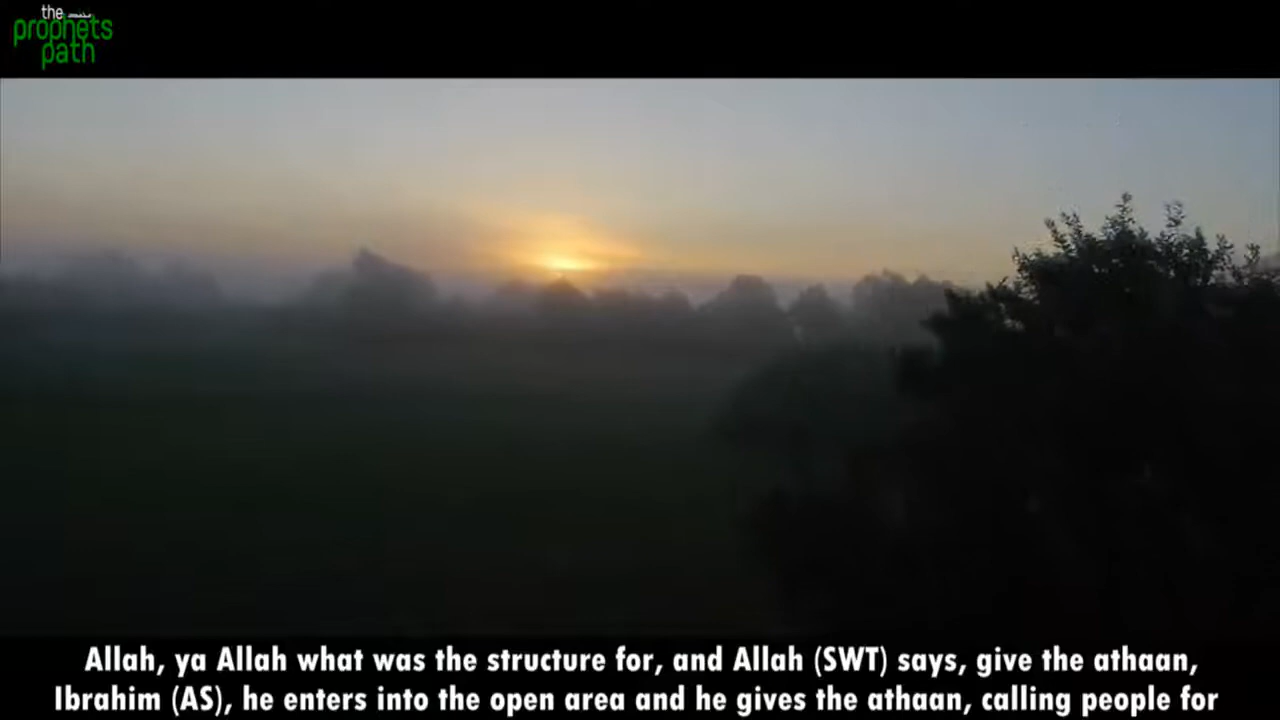 the
prophets
path
Allah, ya Allah what was the structure for, and Allah (SWT) says, give the athaan,
Ibrahim (AS), he enters into the open area and he gives the athaan, calling people for